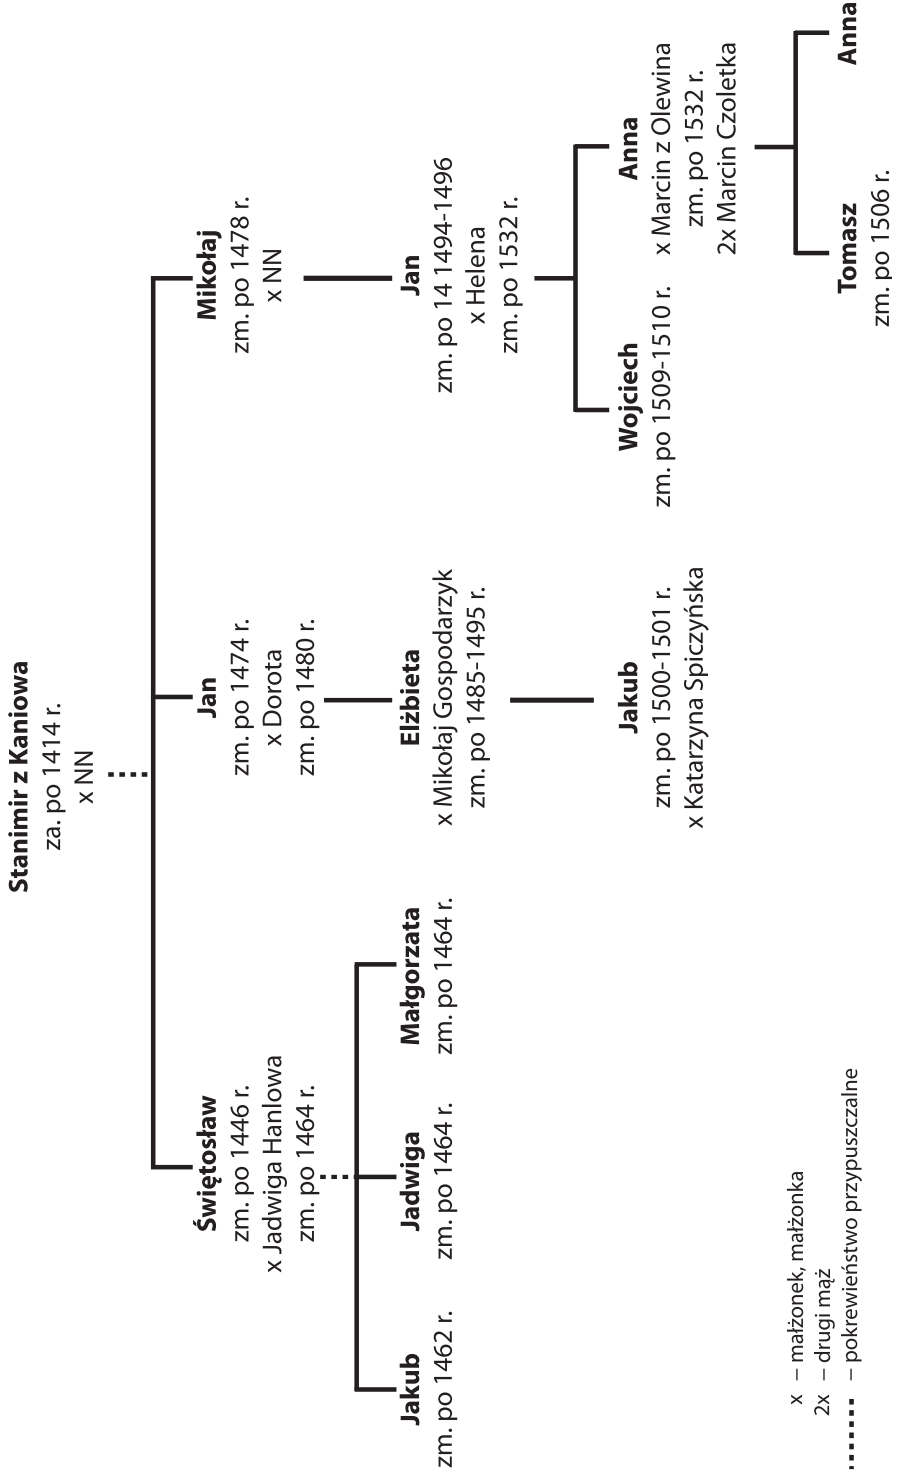 Stanimir z Kaniowa
za. po 1414 r.
x NN
Świętosław
zm. po 1446 r.
x Jadwiga Hanlowa
zm. po 1464 r.
Jan
zm. po 1474 r.
x Dorota
zm. po 1480 r.
Mikołaj
zm. po 1478 r.
x NN
Jakub
zm. po 1462 r.
Jadwiga
zm. po 1464 r.
Małgorzata
zm. po 1464 r.
Elżbieta
x Mikołaj Gospodarzyk
zm. po 1485-1495 r.
Jan
zm. po 14 1494-1496
x Helena
zm. po 1532 r.
Jakub
zm. po 1500-1501 r.
x Katarzyna Spiczyńska
Wojciech
zm. po 1509-1510 r.
Anna
x Marcin z Olewina
zm. po 1532 r.
2x Marcin Czoletka
Tomasz
zm. po 1506 r.
Anna
x – małżonek, małżonka
2x – drugi mąż
– pokrewieństwo przypuszczalne